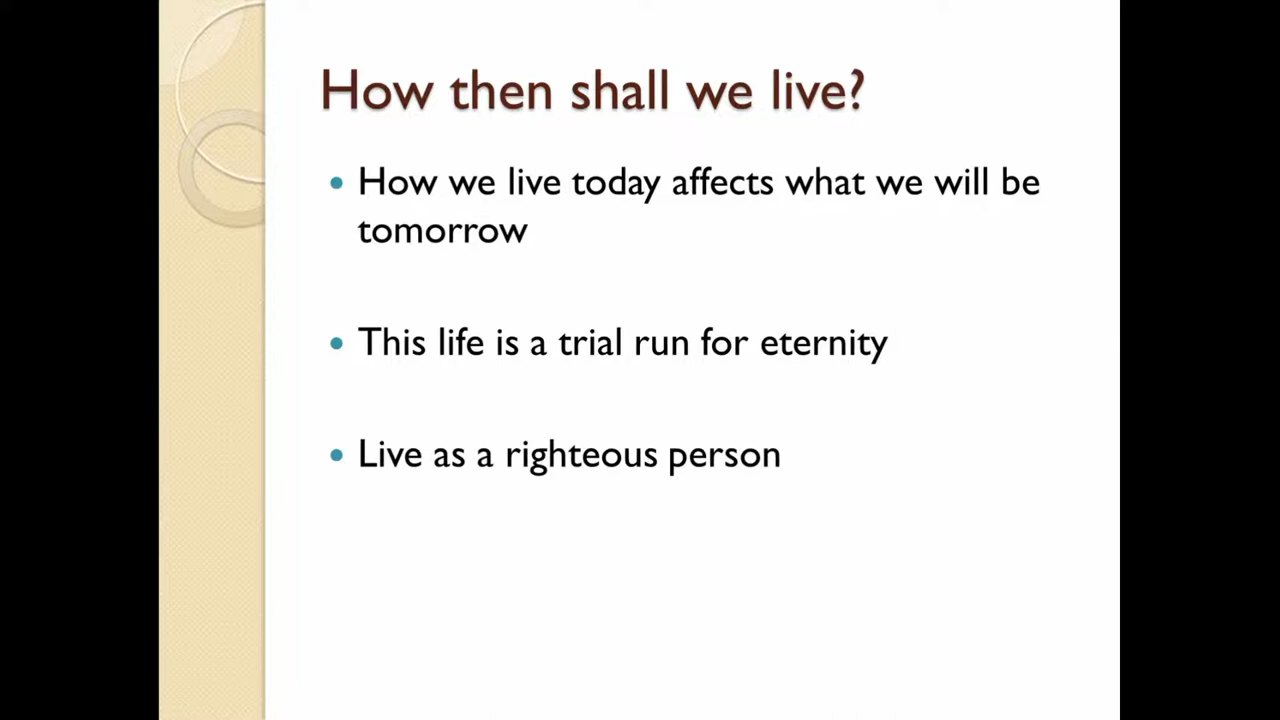 How then shall we live?
• How we live today affects what we will be
tomorrow
• This life is a trial run for eternity
• Live as a righteous person